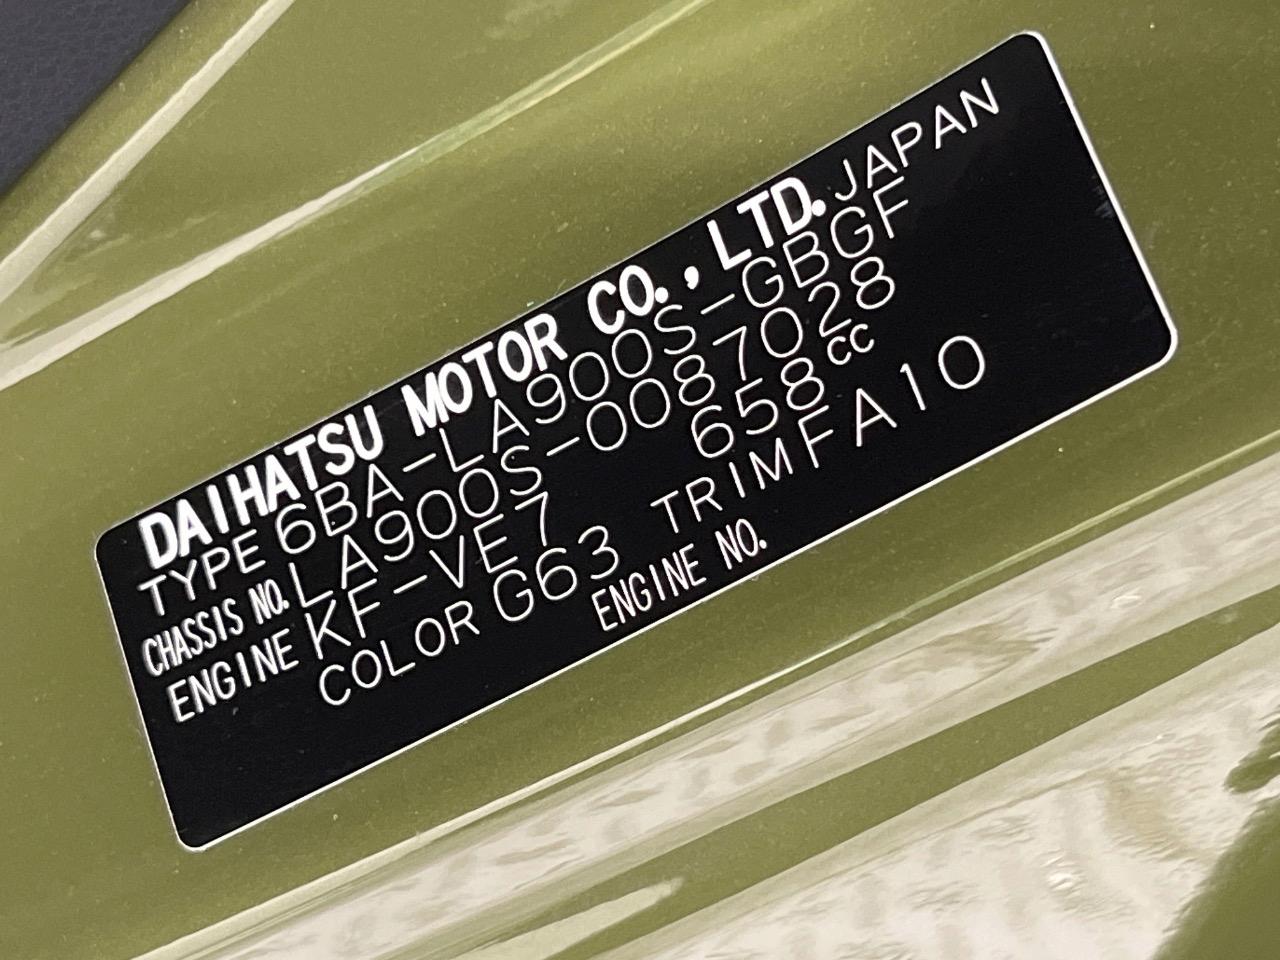 DAIHATSU MOTOR CO., LTD. JAPAN
TYPE 6BA-LA900S-GBGF
CHASSIS NO. LA900S-0087028
ENGINE KF-VE7 658cc
COLOR G63 TRIM FA10
ENGINE NO.